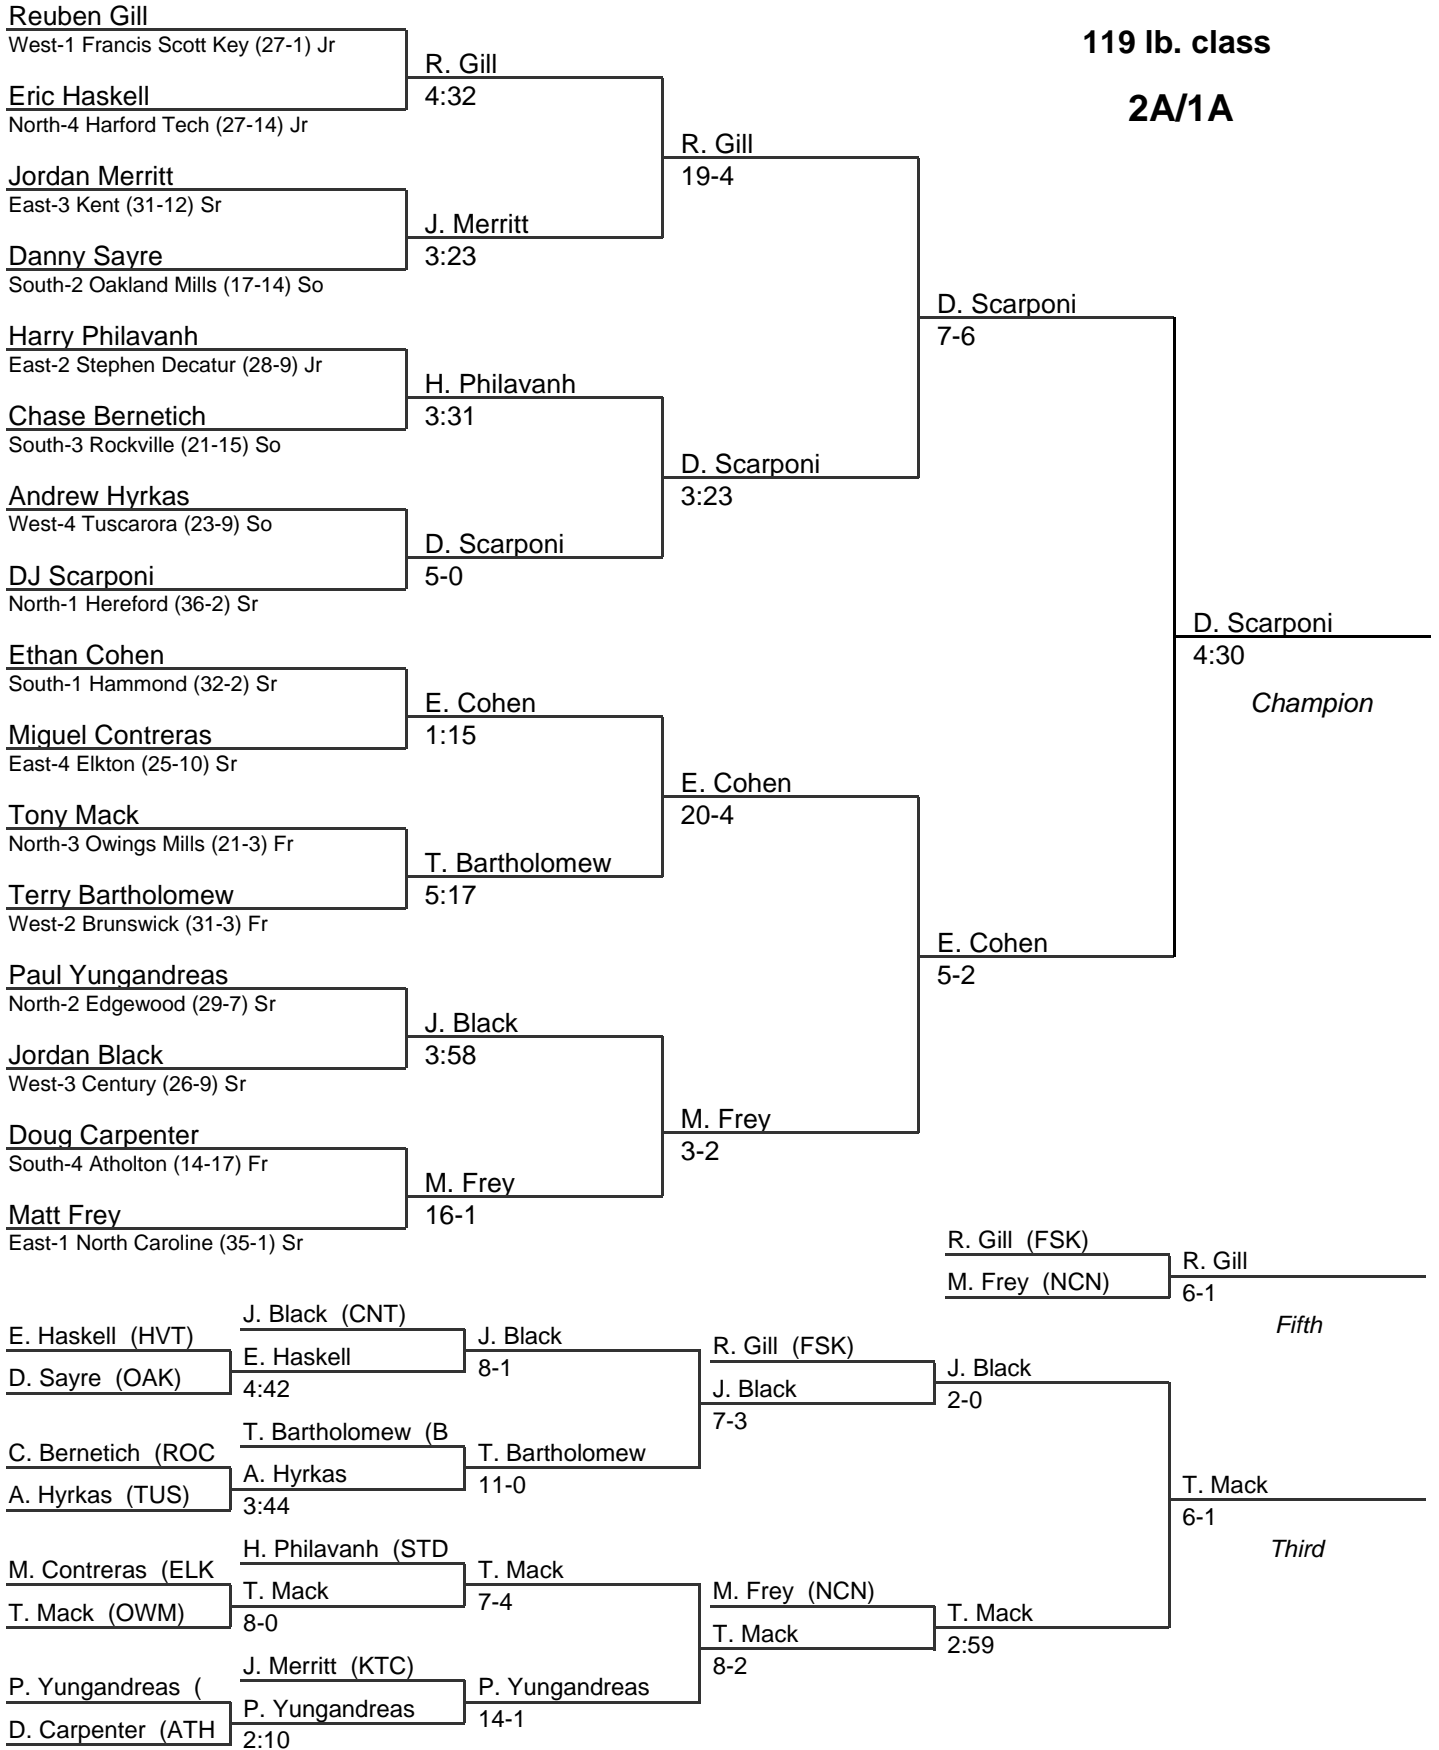 119 lb. class
2A/1A
Reuben Gill
West-1 Francis Scott Key (27-1) Jr
Eric Haskell
North-4 Harford Tech (27-14) Jr
Jordan Merritt
East-3 Kent (31-12) Sr
Danny Sayre
South-2 Oakland Mills (17-14) So
Harry Philavanh
East-2 Stephen Decatur (28-9) Jr
Chase Bernetich
South-3 Rockville (21-15) So
Andrew Hyrkas
West-4 Tuscarora (23-9) So
DJ Scarponi
North-1 Hereford (36-2) Sr
Ethan Cohen
South-1 Hammond (32-2) Sr
Miguel Contreras
East-4 Elkton (25-10) Sr
Tony Mack
North-3 Owings Mills (21-3) Fr
Terry Bartholomew
West-2 Brunswick (31-3) Fr
Paul Yungandreas
North-2 Edgewood (29-7) Sr
Jordan Black
West-3 Century (26-9) Sr
Doug Carpenter
South-4 Atholton (14-17) Fr
Matt Frey
East-1 North Caroline (35-1) Sr
R. Gill
4:32
J. Merritt
3:23
H. Philavanh
3:31
D. Scarponi
5-0
E. Cohen
1:15
T. Bartholomew
5:17
J. Black
3:58
M. Frey
16-1
R. Gill
19-4
D. Scarponi
3:23
E. Cohen
20-4
M. Frey
3-2
D. Scarponi
7-6
E. Cohen
5-2
D. Scarponi
4:30
Champion
R. Gill (FSK)
M. Frey (NCN)
R. Gill
6-1
Fifth
E. Haskell (HVT)
D. Sayre (OAK)
C. Bernetich (ROC
A. Hyrkas (TUS)
M. Contreras (ELK
T. Mack (OWM)
P. Yungandreas (
D. Carpenter (ATH
J. Black (CNT)
E. Haskell
4:42
T. Bartholomew (B
A. Hyrkas
3:44
H. Philavanh (STD
T. Mack
8-0
J. Merritt (KTC)
P. Yungandreas
2:10
J. Black
8-1
T. Bartholomew
11-0
T. Mack
7-4
P. Yungandreas
14-1
R. Gill (FSK)
J. Black
7-3
M. Frey (NCN)
T. Mack
8-2
J. Black
2-0
T. Mack
2:59
T. Mack
6-1
Third